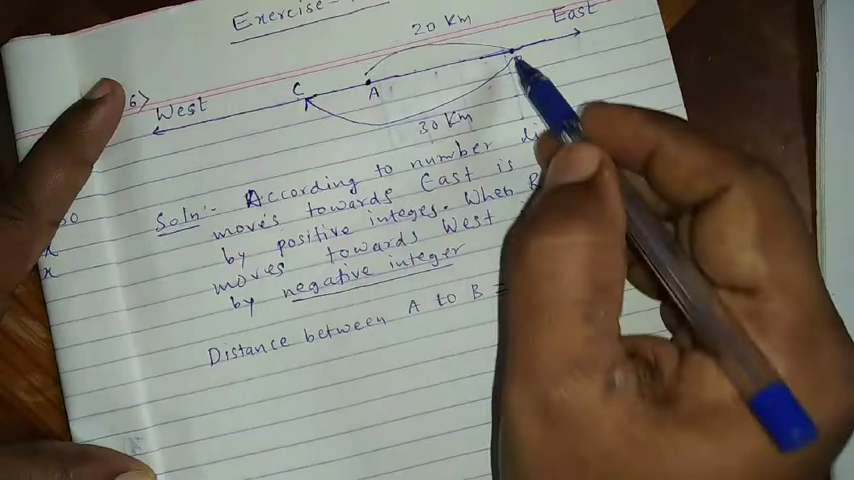 Exercise-
20 Km
East
6>
West
C
A
30 Km
Soln:- According to number
moves towards East is
by positive integes. When
moves towards West
by negative integer
Distance between A to B =